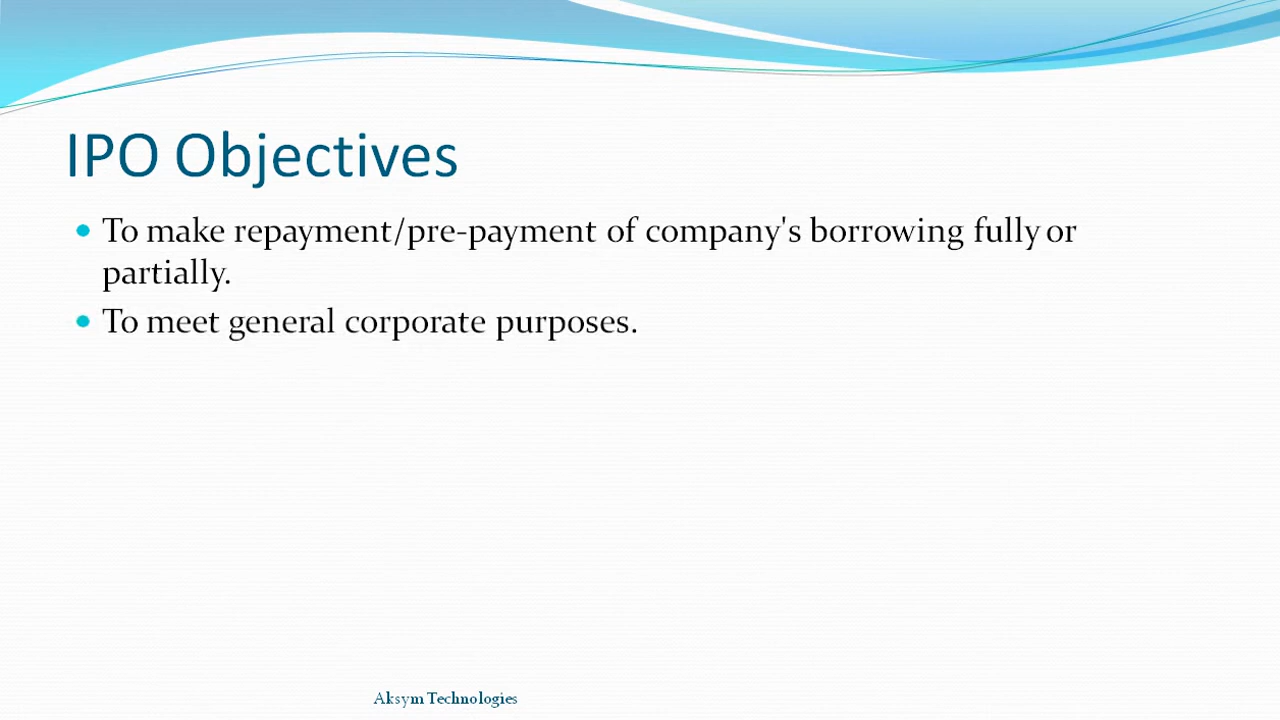 IPO Objectives
To make repayment/pre-payment of company's borrowing fully or
partially.
To meet general corporate purposes.
Aksym Technologies